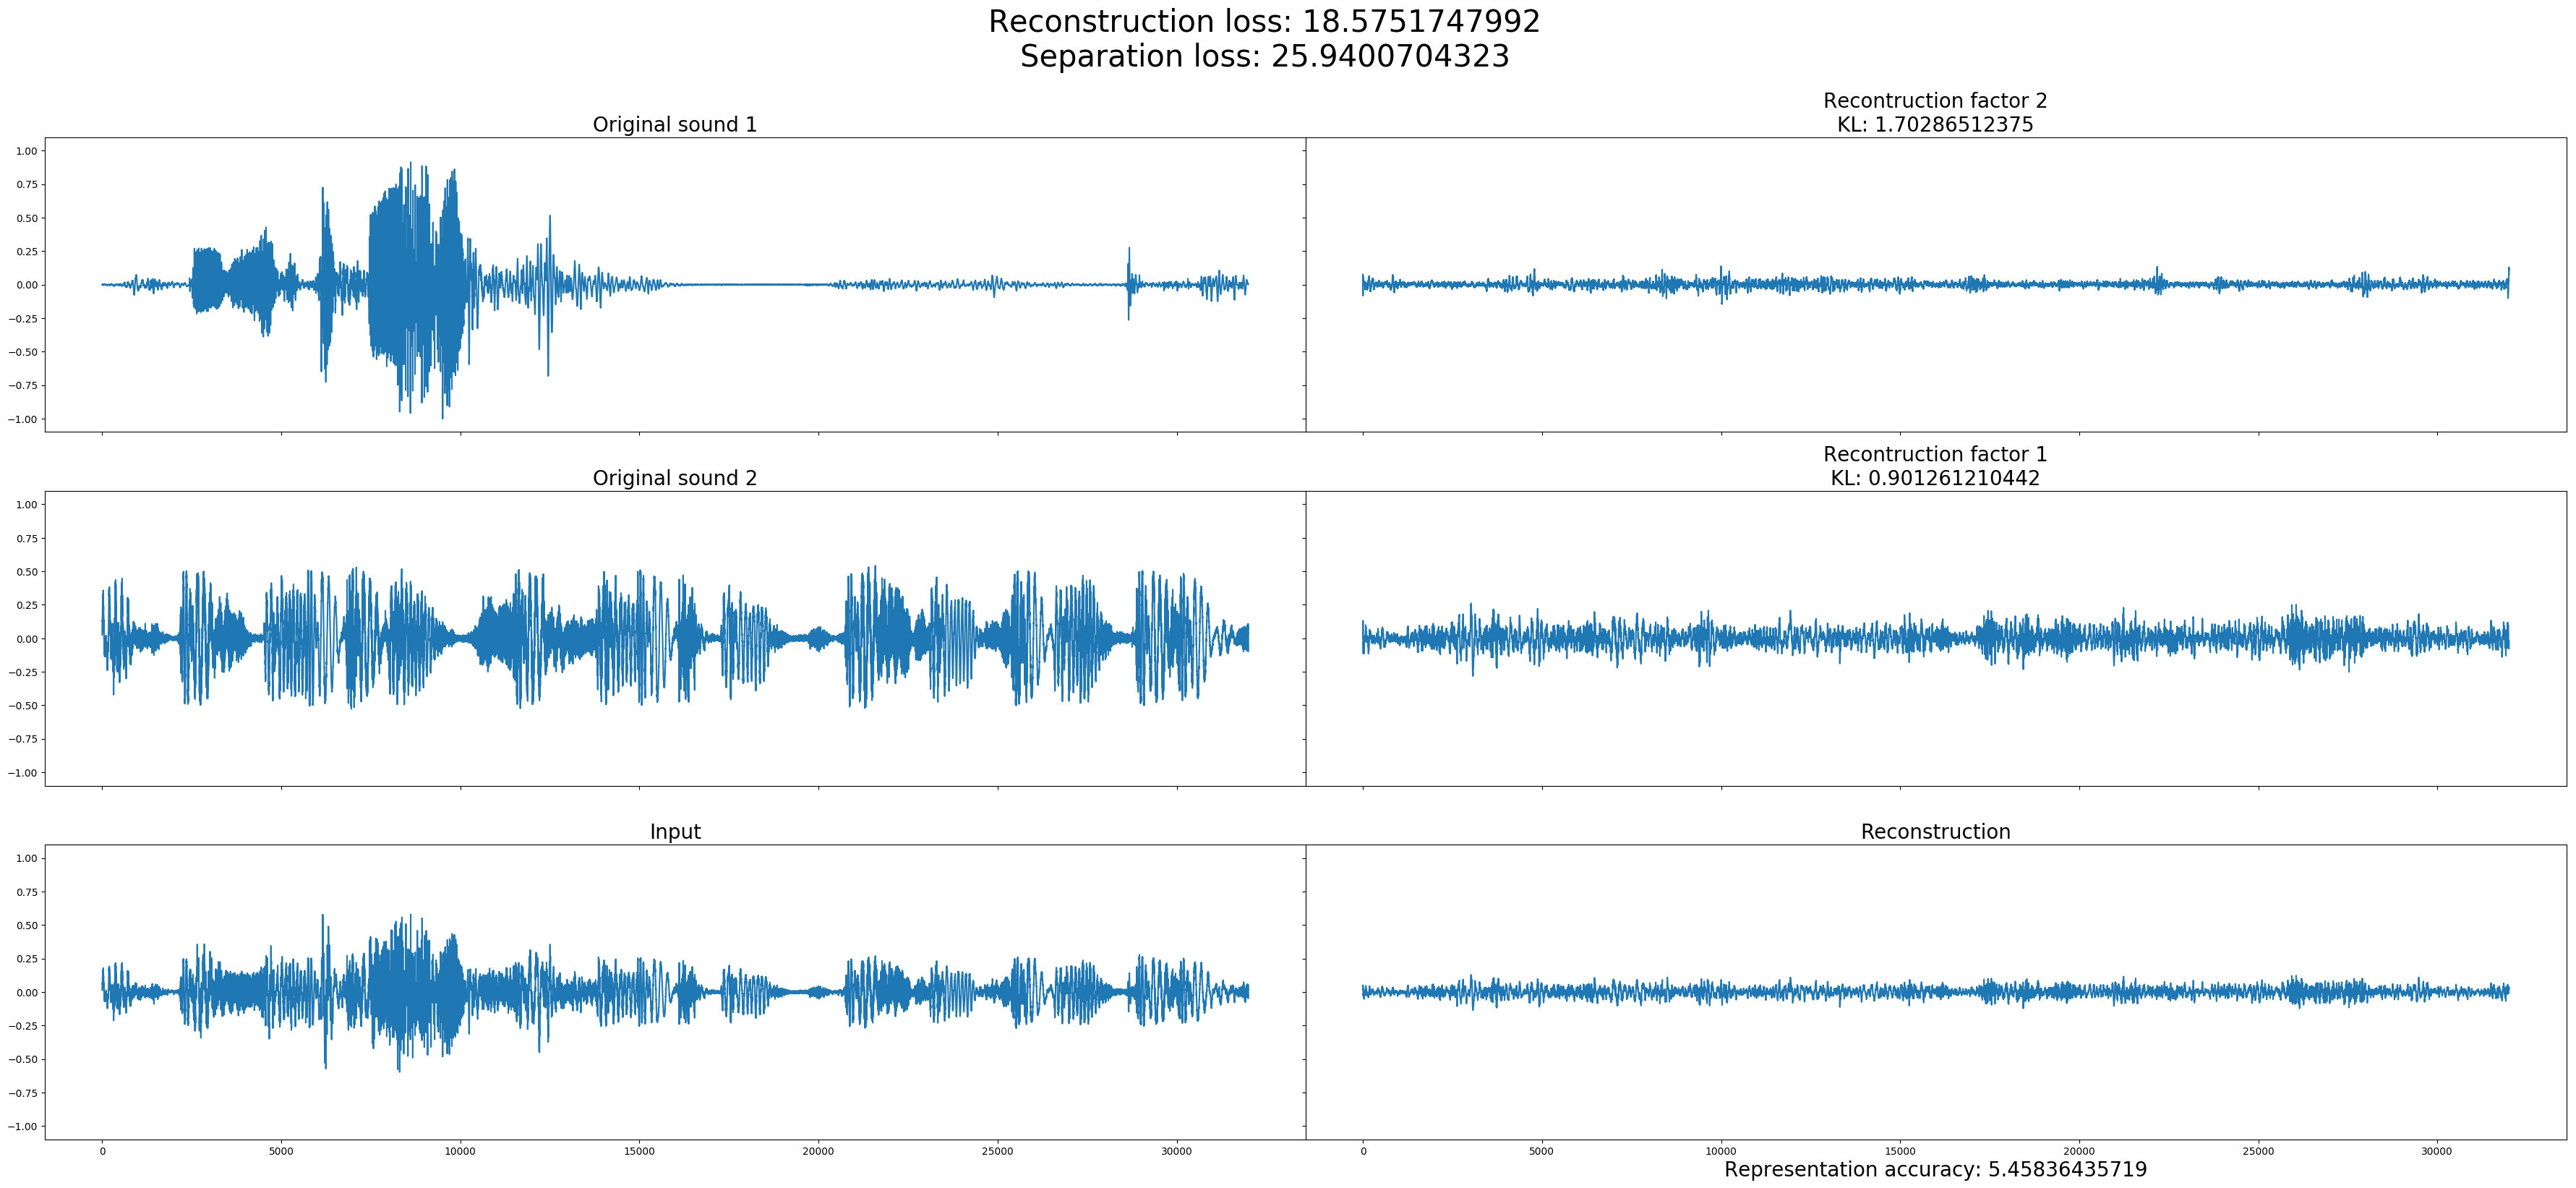 Reconstruction loss: 18.5751747992
Separation loss: 25.9400704323
Original sound 1
1.00
0.75
0.50
0.25
0.00
−0.25
−0.50
−0.75
−1.00
Recontruction factor 2
KL: 1.70286512375
Original sound 2
1.00
0.75
0.50
0.25
0.00
−0.25
−0.50
−0.75
−1.00
Recontruction factor 1
KL: 0.901261210442
Input
1.00
0.75
0.50
0.25
0.00
−0.25
−0.50
−0.75
−1.00
0 5000 10000 15000 20000 25000 30000
Reconstruction
0 5000 10000 15000 20000 25000 30000
Representation accuracy: 5.45836435719